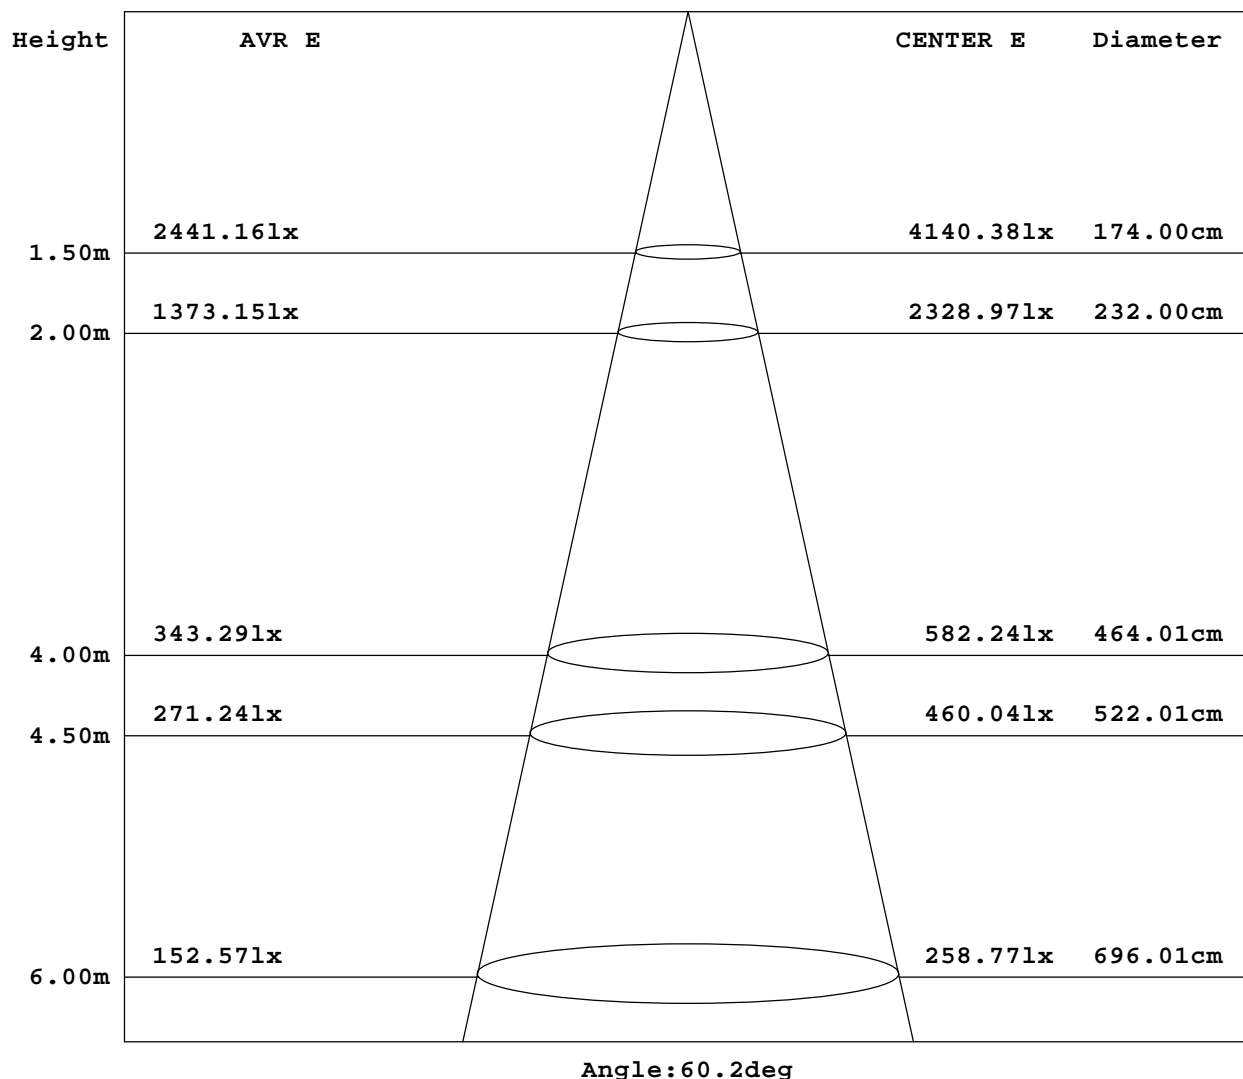 Height AVR E CENTER E Diameter
2441.16lx 4140.38lx 174.00cm
1.50m
1373.15lx 2328.97lx 232.00cm
2.00m
343.29lx 582.24lx 464.01cm
4.00m
271.24lx 460.04lx 522.01cm
4.50m
152.57lx 258.77lx 696.01cm
6.00m
Angle:60.2deg